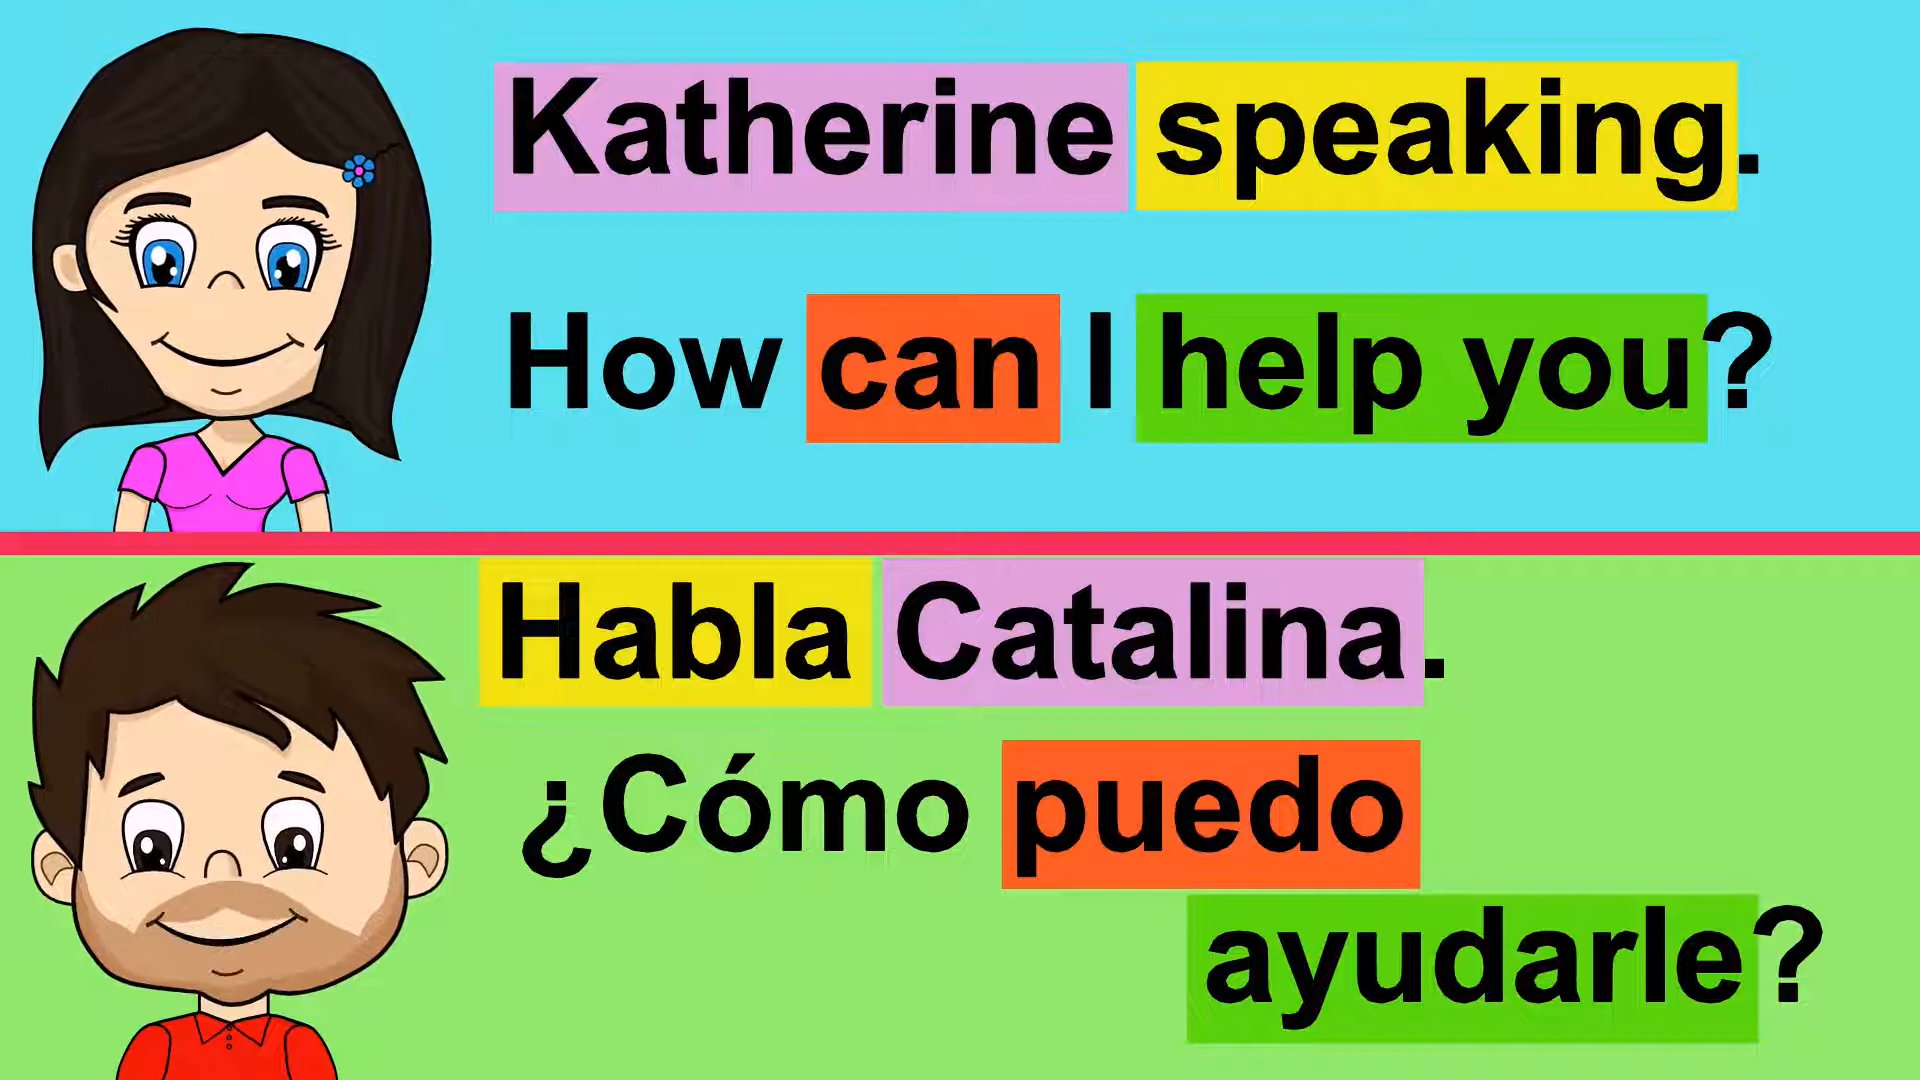 Katherine speaking.
How can I help you?
Habla Catalina.
¿Cómo puedo
ayudarle?